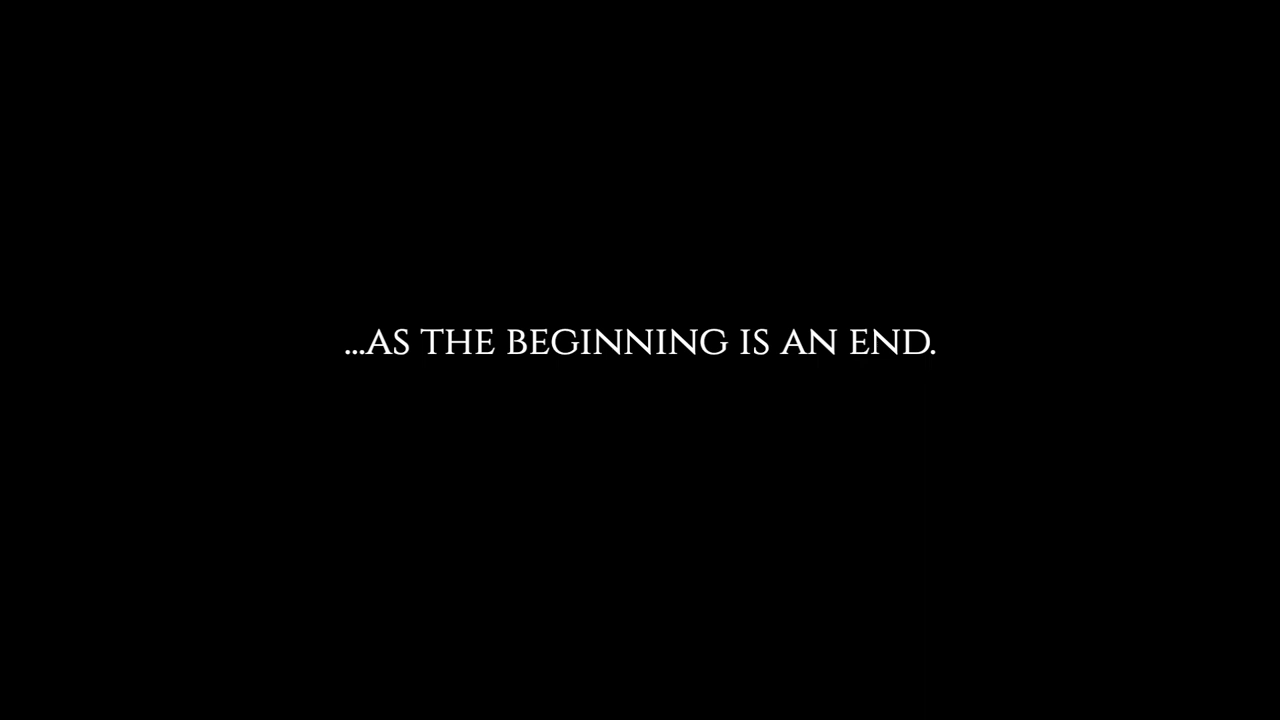 ...AS THE BEGINNING IS AN END.